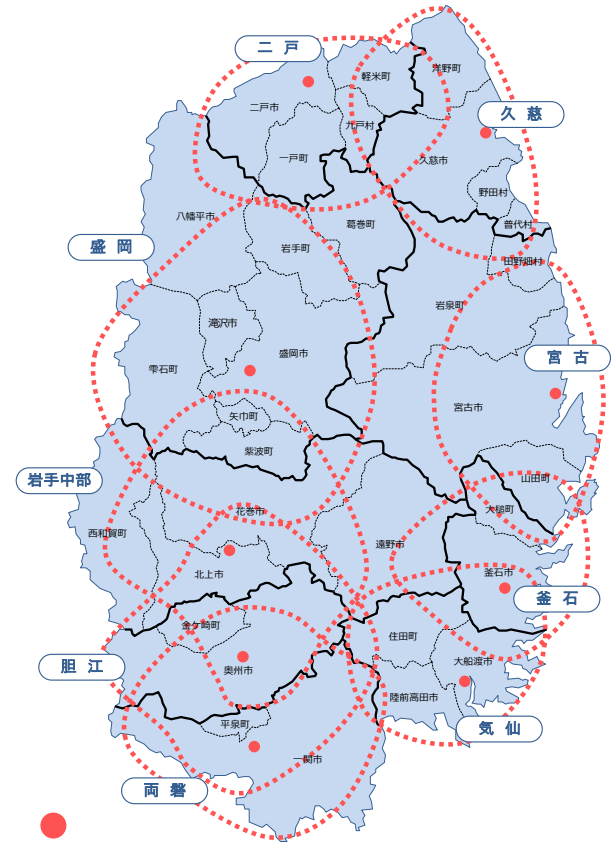 二戸
洋野町
軽米町
二戸市
久慈
九戸村
一戸町
久慈市
野田村
八幡平市
葛巻町
普代村
盛岡
岩手町
田野畑村
岩泉町
滝沢市
盛岡市
宮古
雫石町
宮古市
矢巾町
紫波町
岩手中部
山田町
花巻市
大槌町
西和賀町
遠野市
北上市
釜石市
釜石
金ケ崎町
住田町
胆江
奥州市
大船渡市
陸前高田市
平泉町
気仙
一関市
両磐